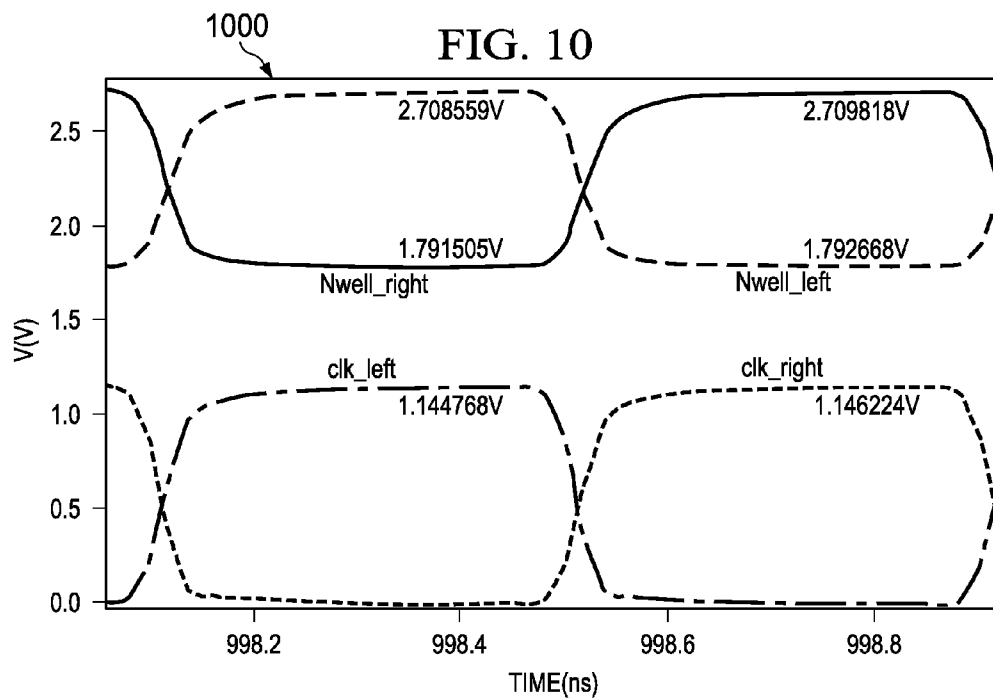 1000
FIG. 10
2.708559V
2.709818V
1.791505V
1.792668V
Nwell_right
Nwell_left
clk_left
clk_right
1.144768V
1.146224V
V(V)
2.5
2.0
1.5
1.0
0.5
0.0
998.2
998.4
998.6
998.8
TIME(ns)